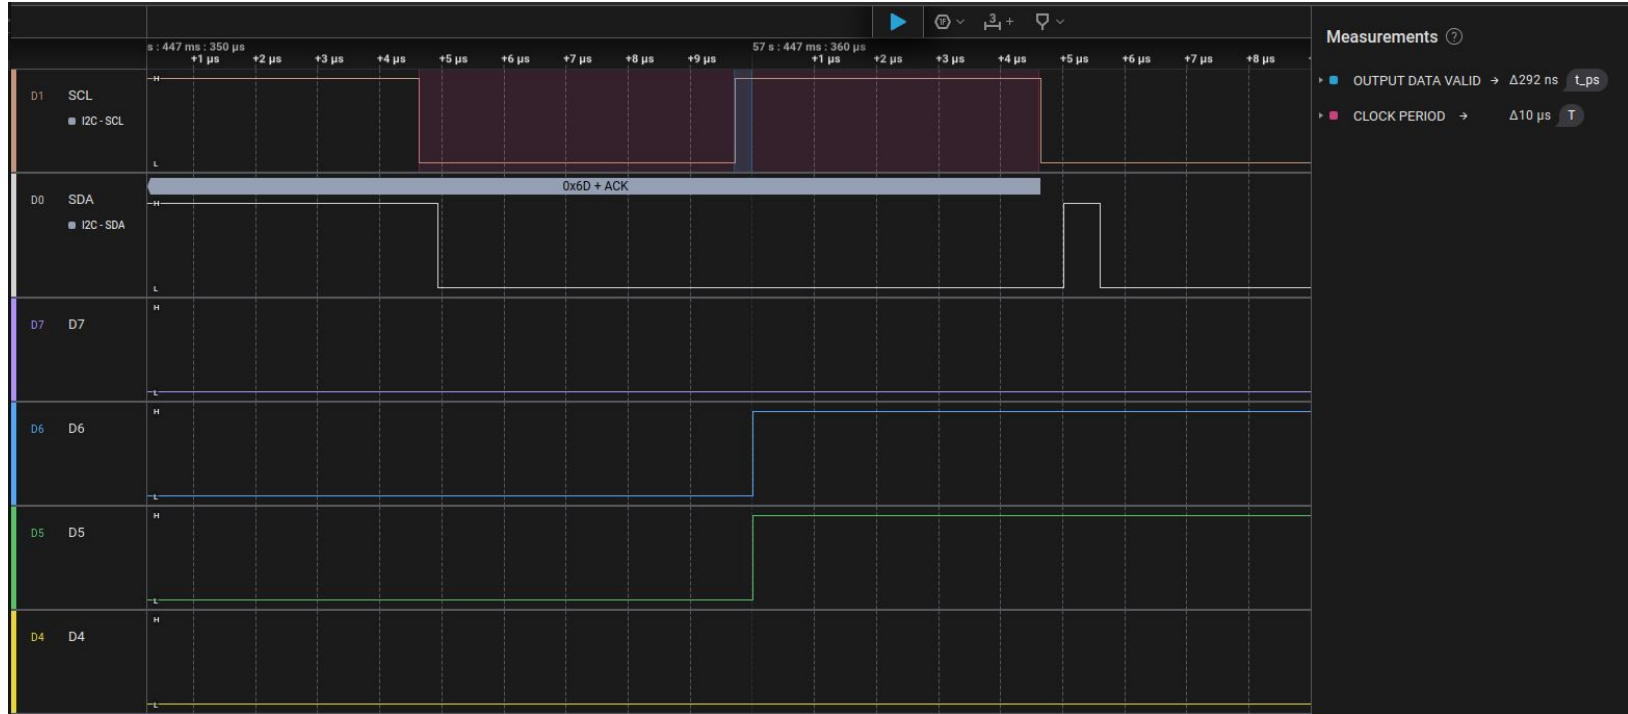 s : 447 ms : 350 µs
57 s : 447 ms : 360 µs
+1 µs +2 µs +3 µs +4 µs +5 µs +6 µs +7 µs +8 µs +9 µs +1 µs +2 µs +3 µs +4 µs +5 µs +6 µs +7 µs +8 µs
Measurements ?
OUTPUT DATA VALID → Δ292 ns t_ps
CLOCK PERIOD → Δ10 µs T
D1 SCL H
I2C - SCL
L
0x6D + ACK
D0 SDA H
I2C - SDA
L
H
D7 D7
L
H
D6 D6
L
H
D5 D5
L
H
D4 D4
L